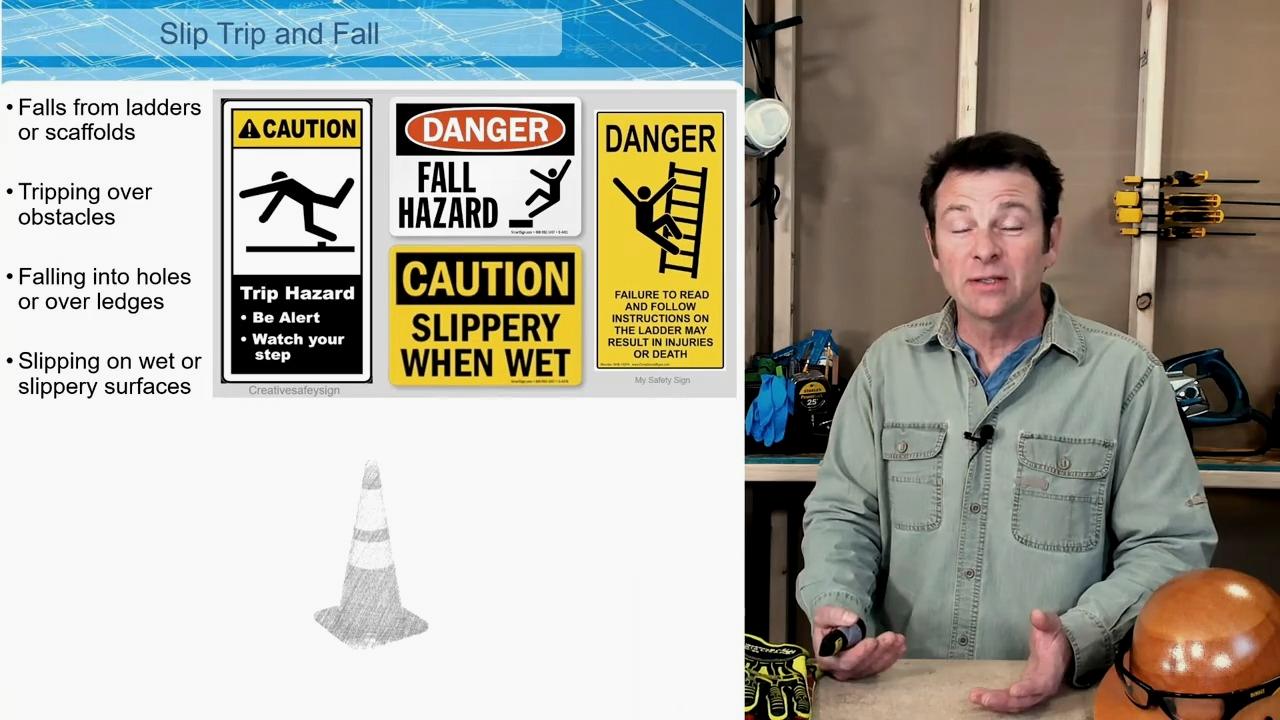 Slip Trip and Fall
• Falls from ladders
or scaffolds
• Tripping over
obstacles
• Falling into holes
or over ledges
• Slipping on wet or
slippery surfaces
CAUTION
Trip Hazard
• Be Alert
• Watch your
step
Creativesafeysign
DANGER
FALL
HAZARD
CAUTION
SLIPPERY
WHEN WET
DANGER
FAILURE TO READ
AND FOLLOW
INSTRUCTIONS ON
THE LADDER MAY
RESULT IN INJURIES
OR DEATH
My Safety Sign
STANLEY
25'
DEWALT